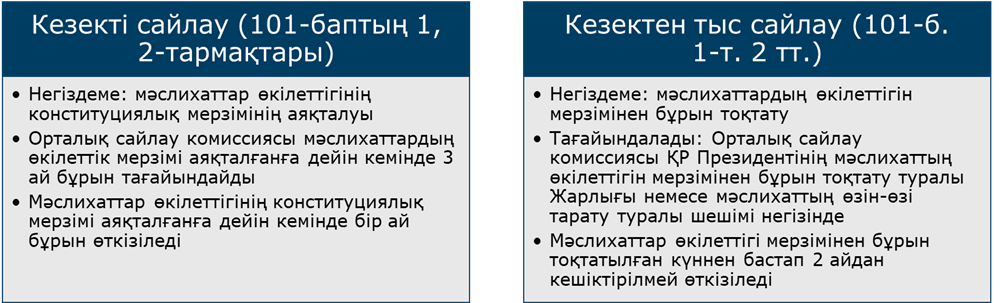 Кезекті сайлау (101-баптың 1,
2-тармақтары)
• Негіздеме: мәслихаттар өкілеттігінің
конституциялық мерзімінің аяқталуы
• Орталық сайлау комиссиясы мәслихаттардың
өкілеттік мерзімі аяқталғанға дейін кемінде 3
ай бұрын тағайындайды
• Мәслихаттар өкілеттігінің конституциялық
мерзімі аяқталғанға дейін кемінде бір ай
бұрын өткізіледі
Кезектен тыс сайлау (101-б.
1-т. 2 тт.)
• Негіздеме: мәслихаттардың өкілеттігін
мерзімінен бұрын тоқтату
• Тағайындалады: Орталық сайлау
комиссиясы ҚР Президентінің мәслихаттың
өкілеттігін мерзімінен бұрын тоқтату туралы
Жарлығы немесе мәслихаттың өзін-өзі
тарату туралы шешімі негізінде
• Мәслихаттар өкілеттігі мерзімінен бұрын
тоқтатылған күннен бастап 2 айдан
кешіктірілмей өткізіледі